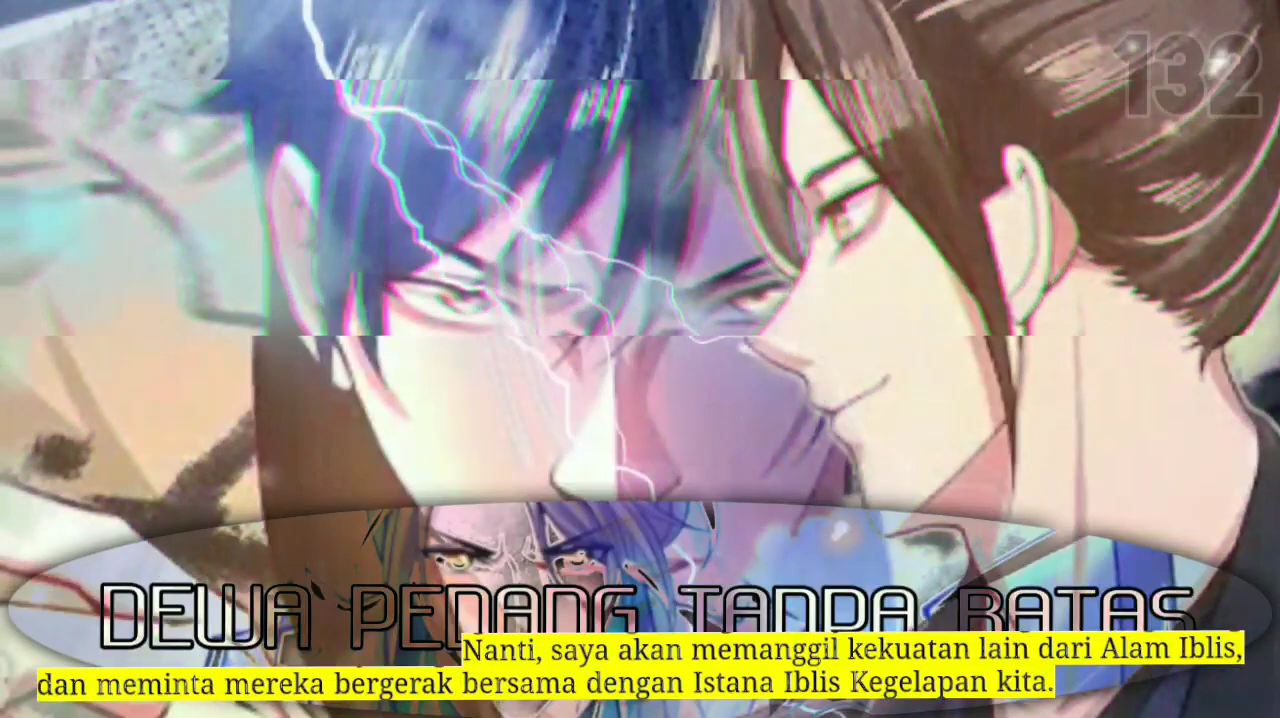 132
DEWA PEDANG TANPA BATAS
Nanti, saya akan memanggil kekuatan lain dari Alam Iblis,
dan meminta mereka bergerak bersama dengan Istana Iblis Kegelapan kita.